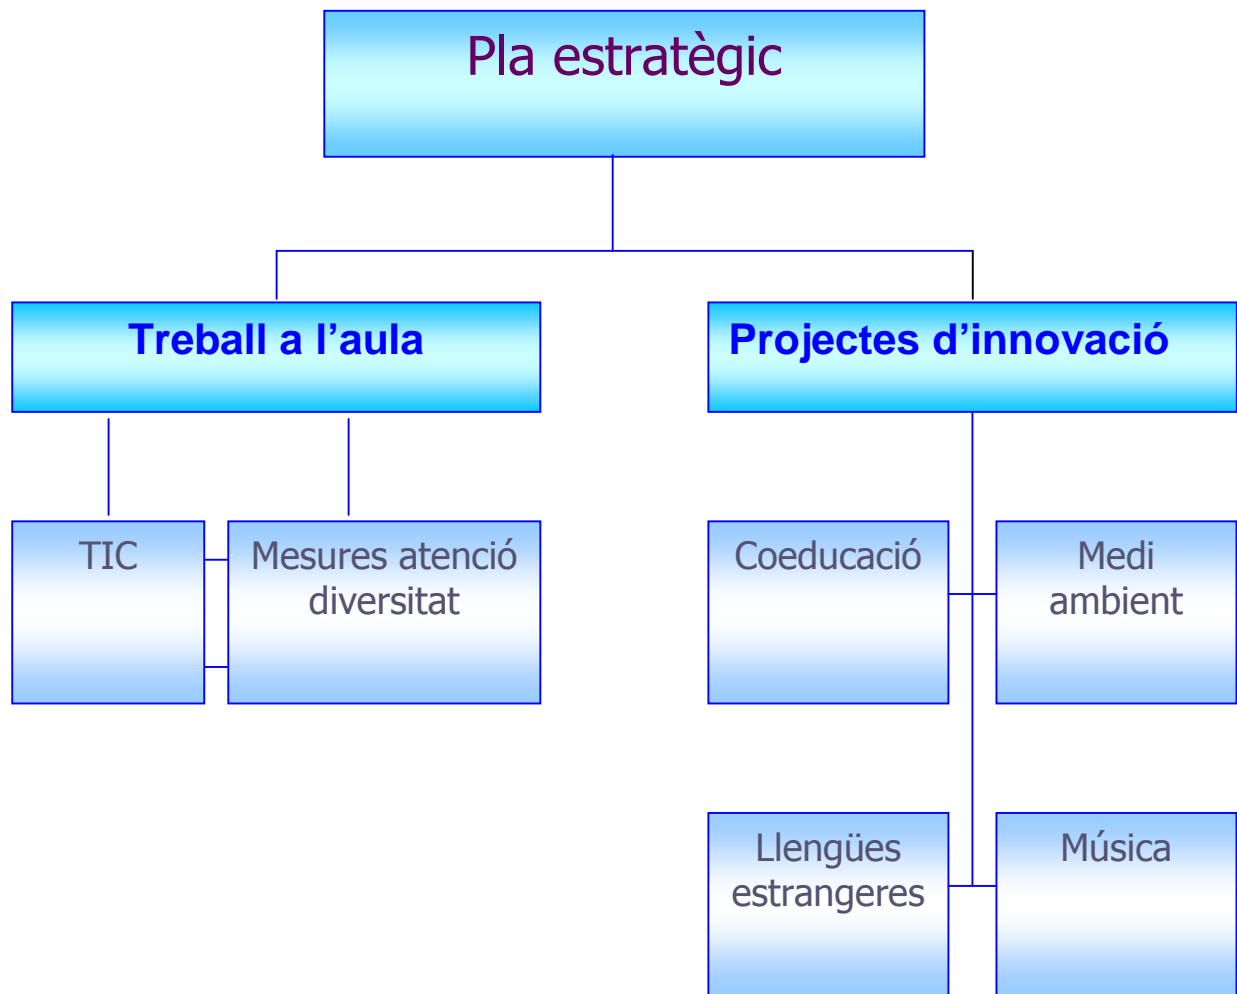 Pla estratègic
Treball a l’aula
Projectes d’innovació
TIC
Mesures atenció
diversitat
Coeducació
Medi
ambient
Llengües
estrangeres
Música